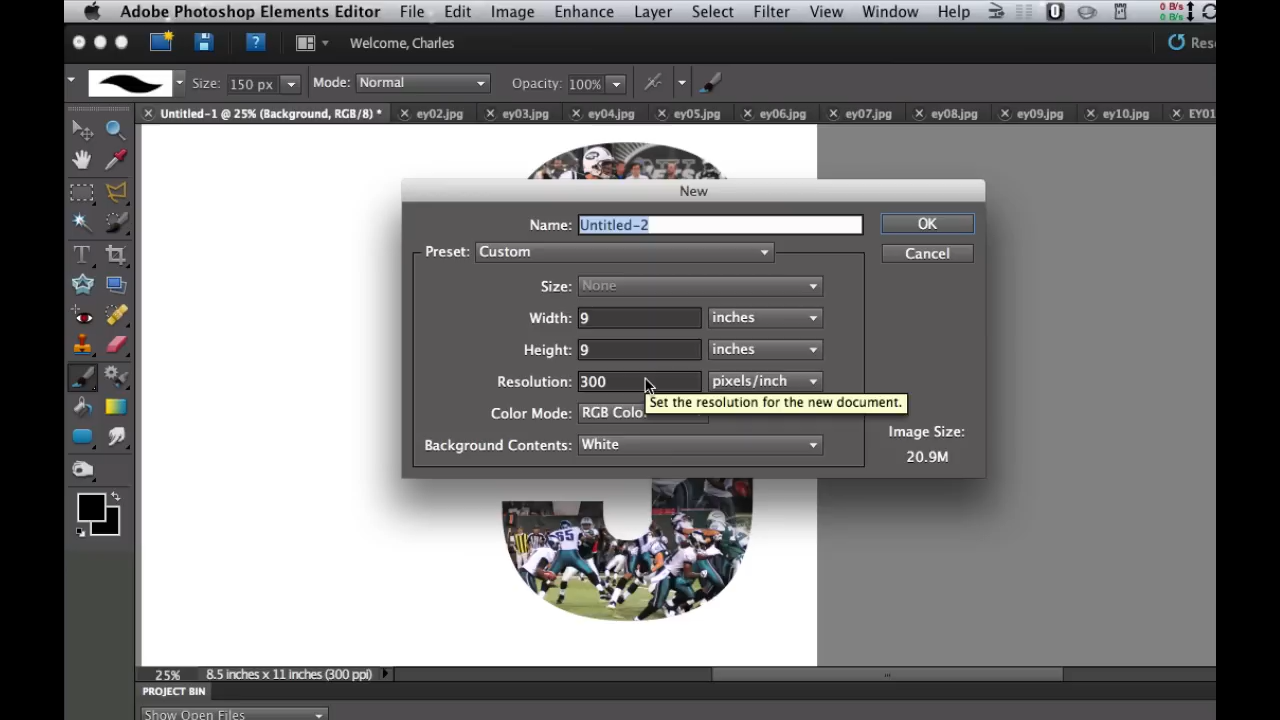 Adobe Photoshop Elements Editor File Edit Image Enhance Layer Select Filter View Window Help 0 B/s
0 B/s
Welcome, Charles
Size: 150 px Mode: Normal Opacity: 100%
Untitled-1 @ 25% (Background, RGB/8) * ey02.jpg ey03.jpg ey04.jpg ey05.jpg ey06.jpg ey07.jpg ey08.jpg ey09.jpg ey10.jpg EY01
New
Name: Untitled-2 OK
Preset: Custom Cancel
Size: None
Width: 9 inches
Height: 9 inches
Resolution: 300 pixels/inch
Set the resolution for the new document.
Color Mode: RGB Colo
Background Contents: White
Image Size:
20.9M
65
25% 8.5 inches x 11 inches (300 ppi)
PROJECT BIN
Show Open Files